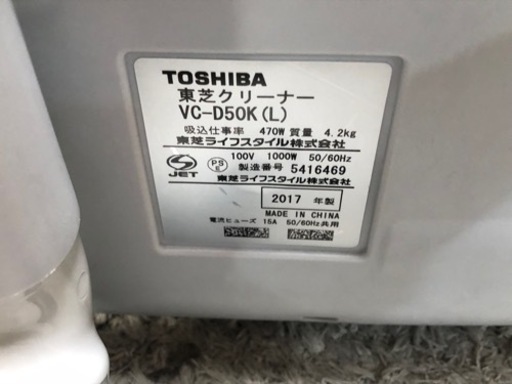 TOSHIBA
東芝クリーナー
VC-D50K(L)
吸込仕事率 470W 質量 4.2kg
東芝ライフスタイル株式会社
100V 1000W 50/60Hz
JET PS E 製造番号 5416469
東芝ライフスタイル株式会社
2017 年製
MADE IN CHINA
電流ヒューズ 15A 50/60Hz共用